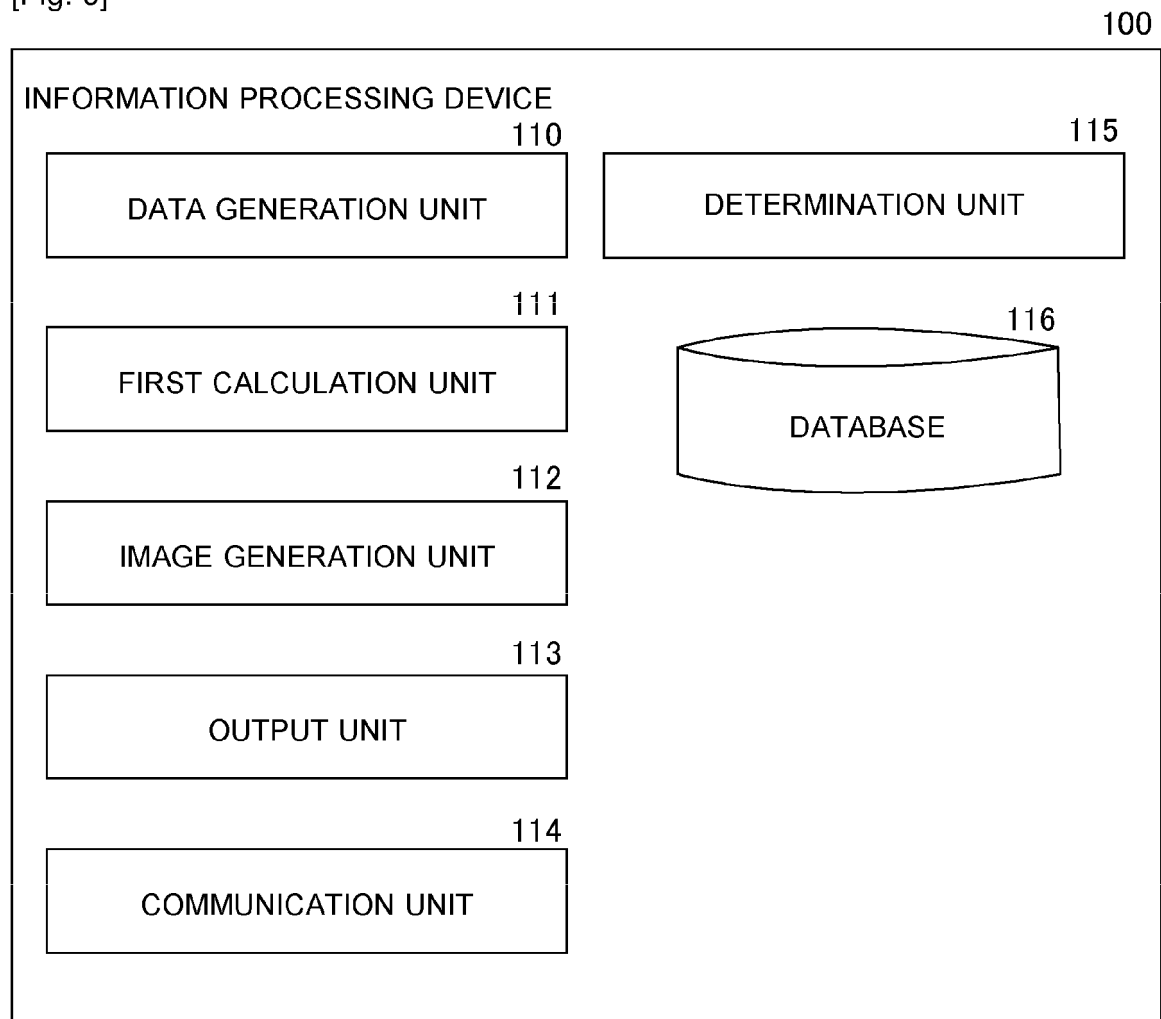 100
INFORMATION PROCESSING DEVICE
110
DATA GENERATION UNIT
115
DETERMINATION UNIT
111
FIRST CALCULATION UNIT
116
DATABASE
112
IMAGE GENERATION UNIT
113
OUTPUT UNIT
114
COMMUNICATION UNIT